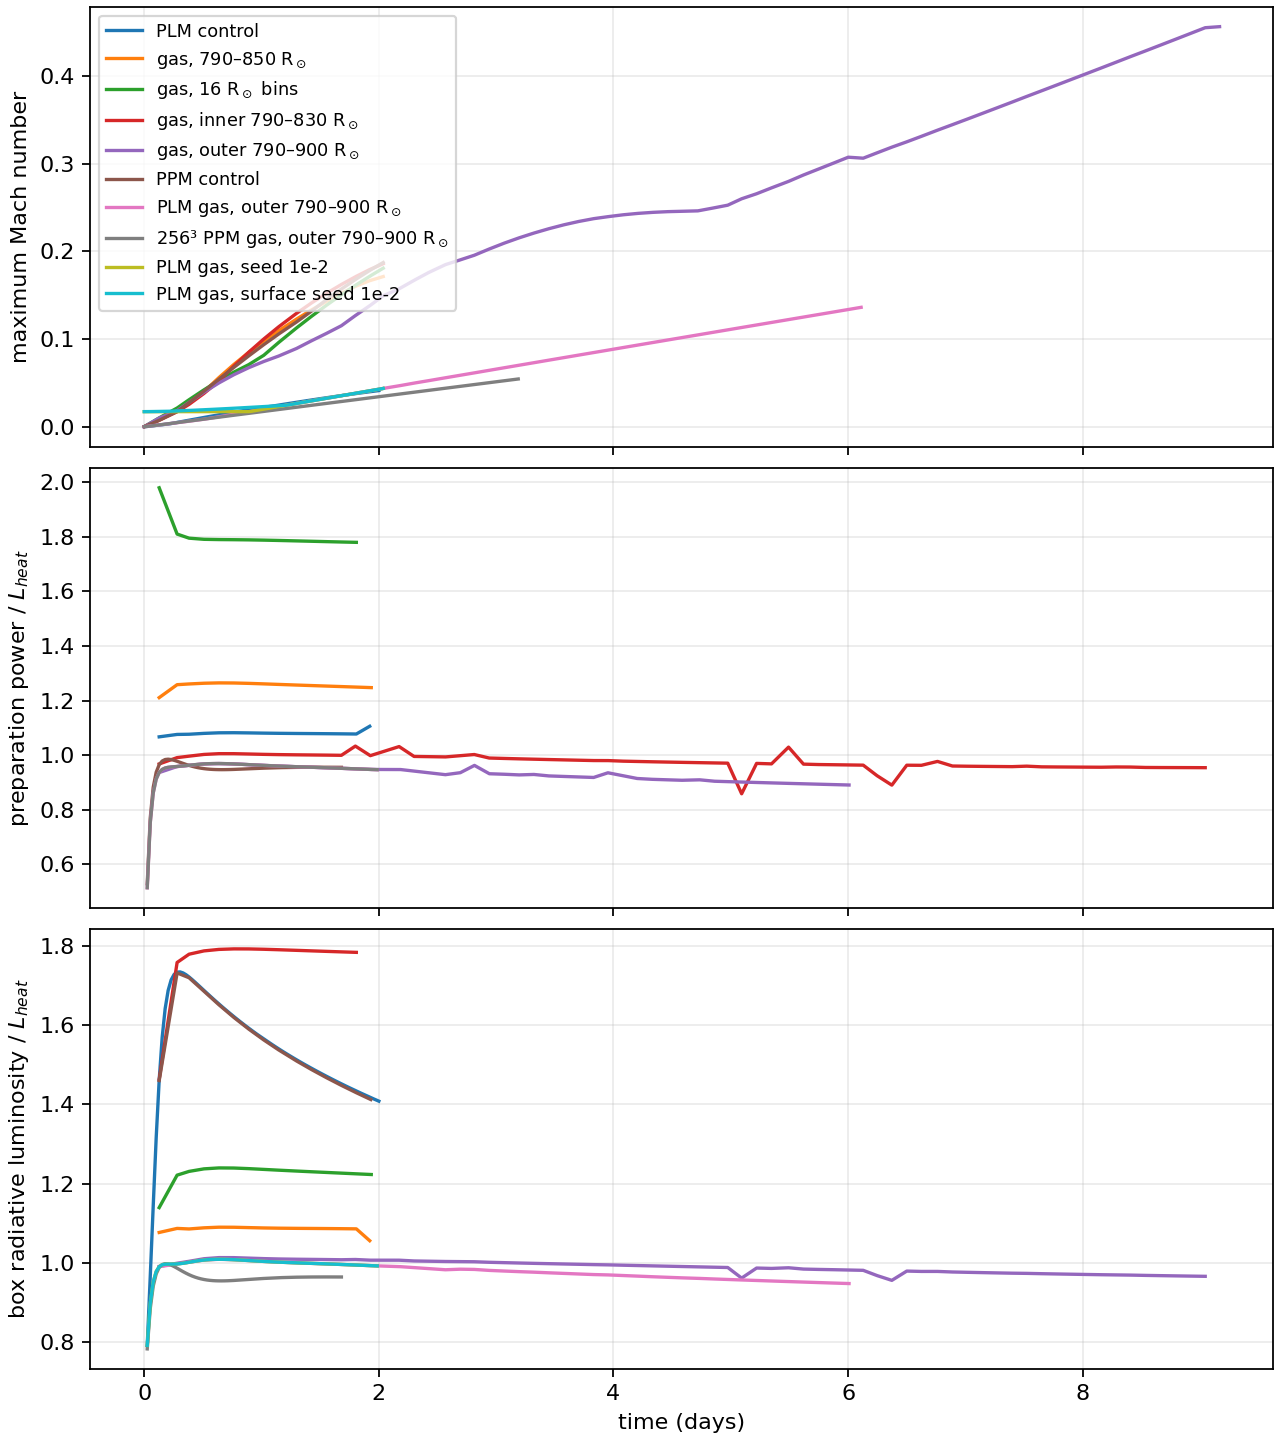 PLM control
gas, 790–850 R⊙
gas, 16 R⊙ bins
gas, inner 790–830 R⊙
gas, outer 790–900 R⊙
PPM control
PLM gas, outer 790–900 R⊙
256³ PPM gas, outer 790–900 R⊙
PLM gas, seed 1e-2
PLM gas, surface seed 1e-2
maximum Mach number
0.4
0.3
0.2
0.1
0.0
preparation power / L_heat
2.0
1.8
1.6
1.4
1.2
1.0
0.8
0.6
box radiative luminosity / L_heat
1.8
1.6
1.4
1.2
1.0
0.8
0 2 4 6 8
time (days)